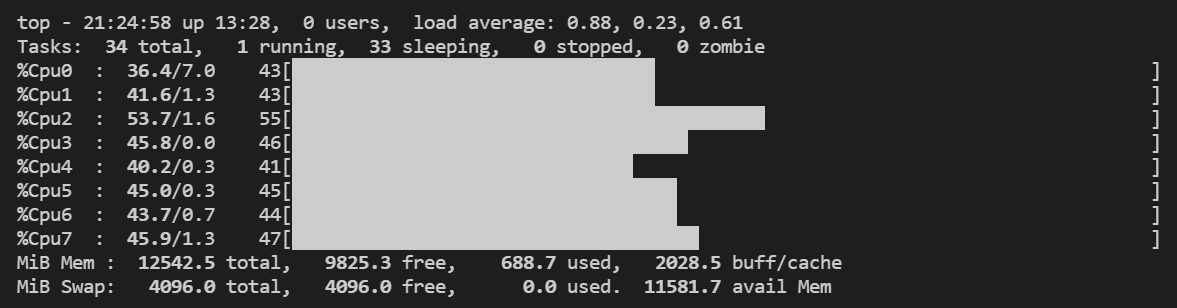 top - 21:24:58 up 13:28,  0 users,  load average: 0.88, 0.23, 0.61
Tasks:  34 total,   1 running,  33 sleeping,   0 stopped,   0 zombie
%Cpu0  :  36.4/7.0    43[ ]
%Cpu1  :  41.6/1.3    43[ ]
%Cpu2  :  53.7/1.6    55[ ]
%Cpu3  :  45.8/0.0    46[ ]
%Cpu4  :  40.2/0.3    41[ ]
%Cpu5  :  45.0/0.3    45[ ]
%Cpu6  :  43.7/0.7    44[ ]
%Cpu7  :  45.9/1.3    47[ ]
MiB Mem :  12542.5 total,   9825.3 free,    688.7 used,   2028.5 buff/cache
MiB Swap:   4096.0 total,   4096.0 free,      0.0 used.  11581.7 avail Mem